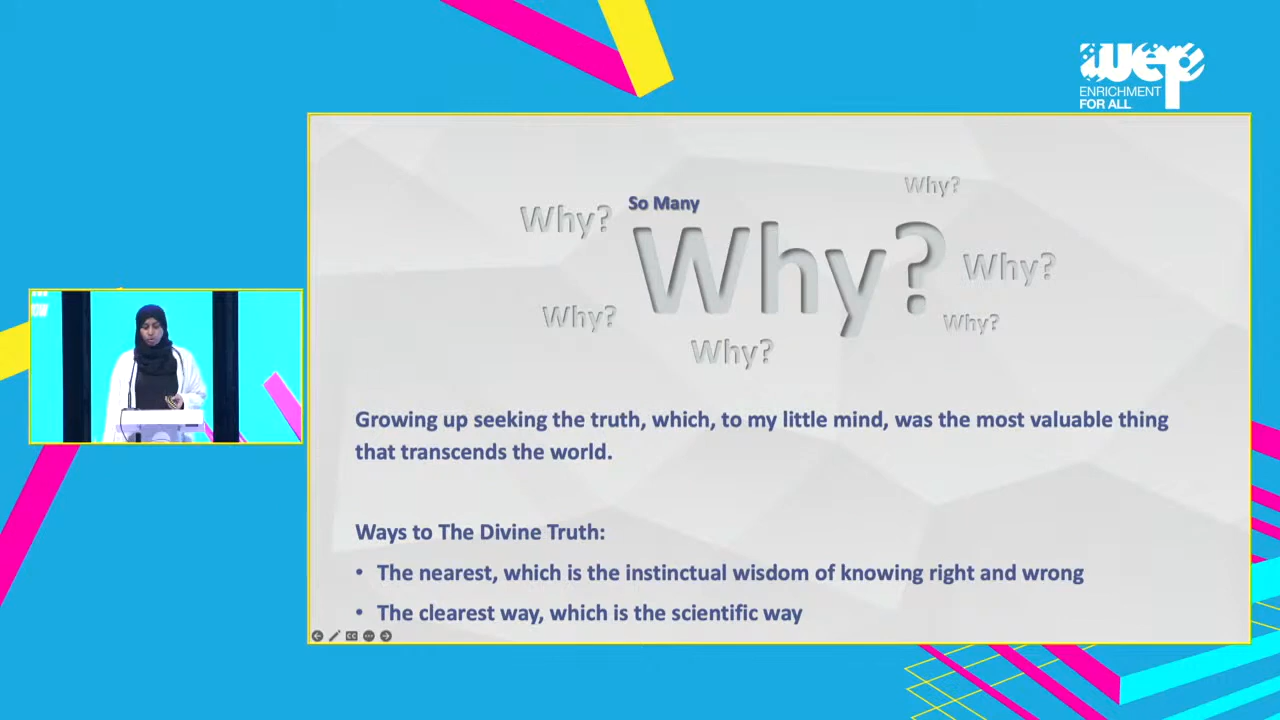 iwep
ENRICHMENT
FOR ALL
Why?
So Many
Why?
Why?
Why?
Why?
Why?
Why?
Growing up seeking the truth, which, to my little mind, was the most valuable thing
that transcends the world.
Ways to The Divine Truth:
• The nearest, which is the instinctual wisdom of knowing right and wrong
• The clearest way, which is the scientific way
CC